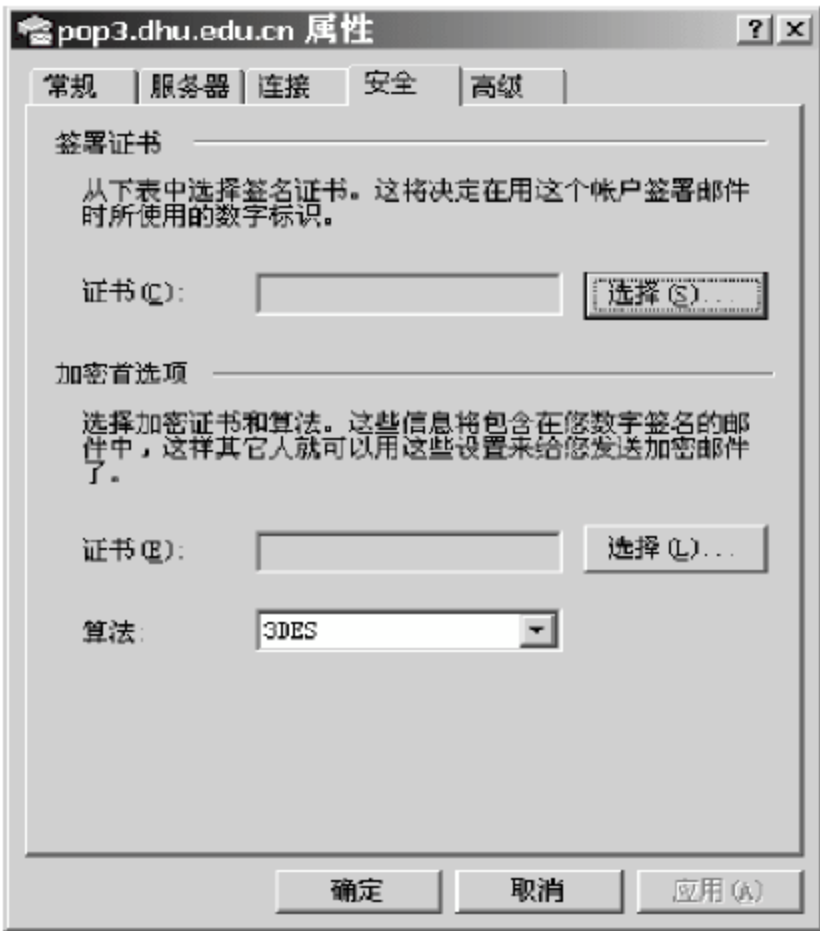 pop3.dhu.edu.cn 属性
常规 服务器 连接 安全 高级
签署证书
从下表中选择签名证书。这将决定在用这个帐户签署邮件
时所使用的数字标识。
证书(C): 选择(S)...
加密首选项
选择加密证书和算法。这些信息将包含在您数字签名的邮
件中，这样其它人就可以用这些设置来给您发送加密邮件
了。
证书(E): 选择(L)...
算法: 3DES
确定 取消 应用(A)